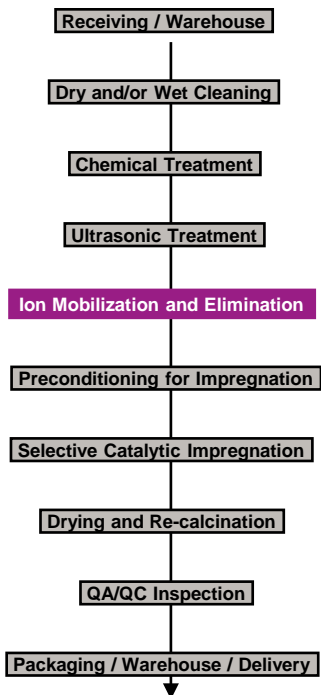 Receiving / Warehouse
Dry and/or Wet Cleaning
Chemical Treatment
Ultrasonic Treatment
Ion Mobilization and Elimination
Preconditioning for Impregnation
Selective Catalytic Impregnation
Drying and Re-calcination
QA/QC Inspection
Packaging / Warehouse / Delivery